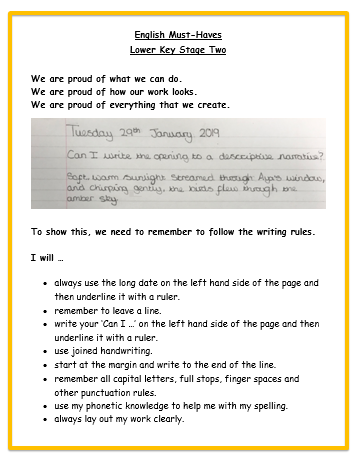 English Must-Haves
Lower Key Stage Two
We are proud of what we can do.
We are proud of how our work looks.
We are proud of everything that we create.
Tuesday 29th January 2019
Can I write the opening to a descriptive narrative?
Soft, warm sunlight streamed through Aya's window,
and chirping gently, the birds flew through the
amber sky.
To show this, we need to remember to follow the writing rules.
I will …
• always use the long date on the left hand side of the page and
then underline it with a ruler.
• remember to leave a line.
• write your 'Can I …' on the left hand side of the page and then
underline it with a ruler.
• use joined handwriting.
• start at the margin and write to the end of the line.
• remember all capital letters, full stops, finger spaces and
other punctuation rules.
• use my phonetic knowledge to help me with my spelling.
• always lay out my work clearly.